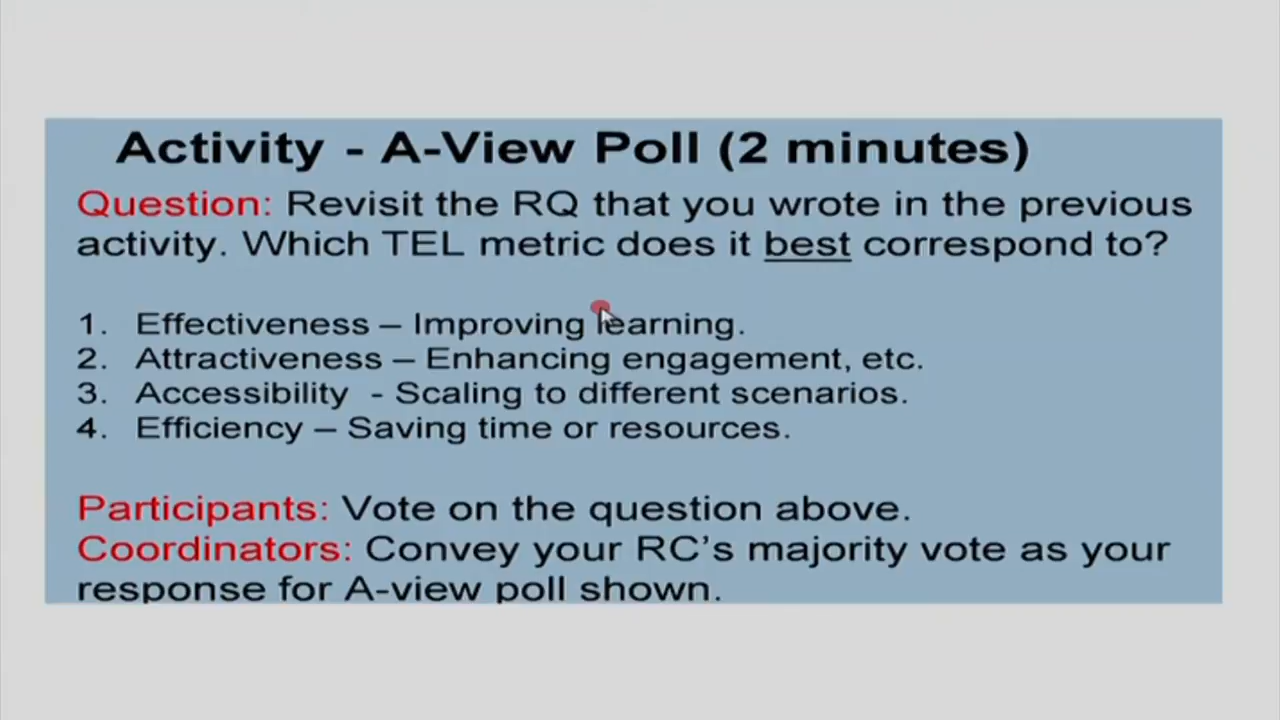 Activity - A-View Poll (2 minutes)
Question: Revisit the RQ that you wrote in the previous
activity. Which TEL metric does it best correspond to?
1. Effectiveness – Improving learning.
2. Attractiveness – Enhancing engagement, etc.
3. Accessibility - Scaling to different scenarios.
4. Efficiency – Saving time or resources.
Participants: Vote on the question above.
Coordinators: Convey your RC's majority vote as your
response for A-view poll shown.